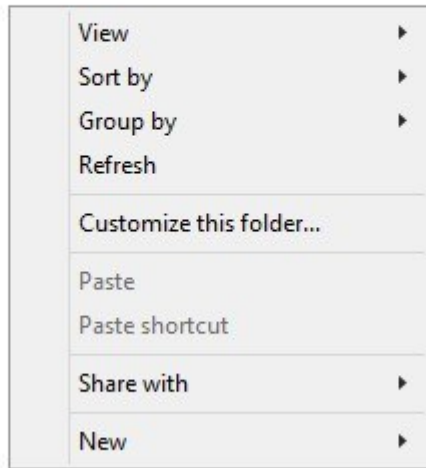 View
Sort by
Group by
Refresh
Customize this folder...
Paste
Paste shortcut
Share with
New